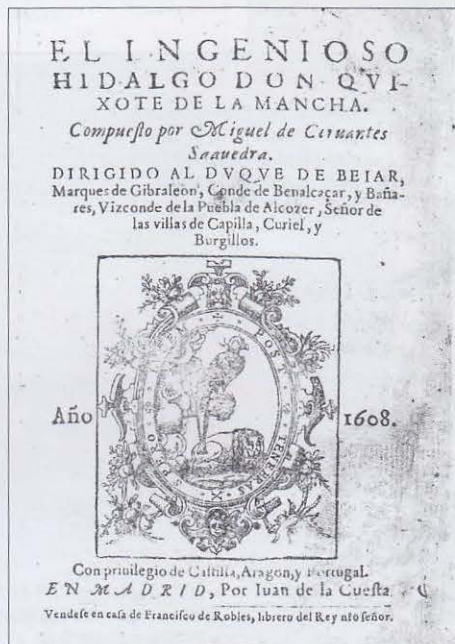 EL INGENIOSO
HIDALGO DON QVI-
XOTE DE LA MANCHA.
Compuesto por Miguel de Ceruantes
Saauedra.
DIRIGIDO AL DVQVE DE BEIAR,
Marques de Gibraleon, Conde de Benalcaçar, y Baña-
res, Vizconde de la Puebla de Alcozer, Señor de
las villas de Capilla, Curiel, y
Burgillos.
POS TENEBRAS
Año 1608.
Con priuilegio de Castilla, Aragon, y Portugal.
EN MADRID, Por Iuan de la Cuesta.
Vendese en casa de Francisco de Robles, librero del Rey nřo señor.